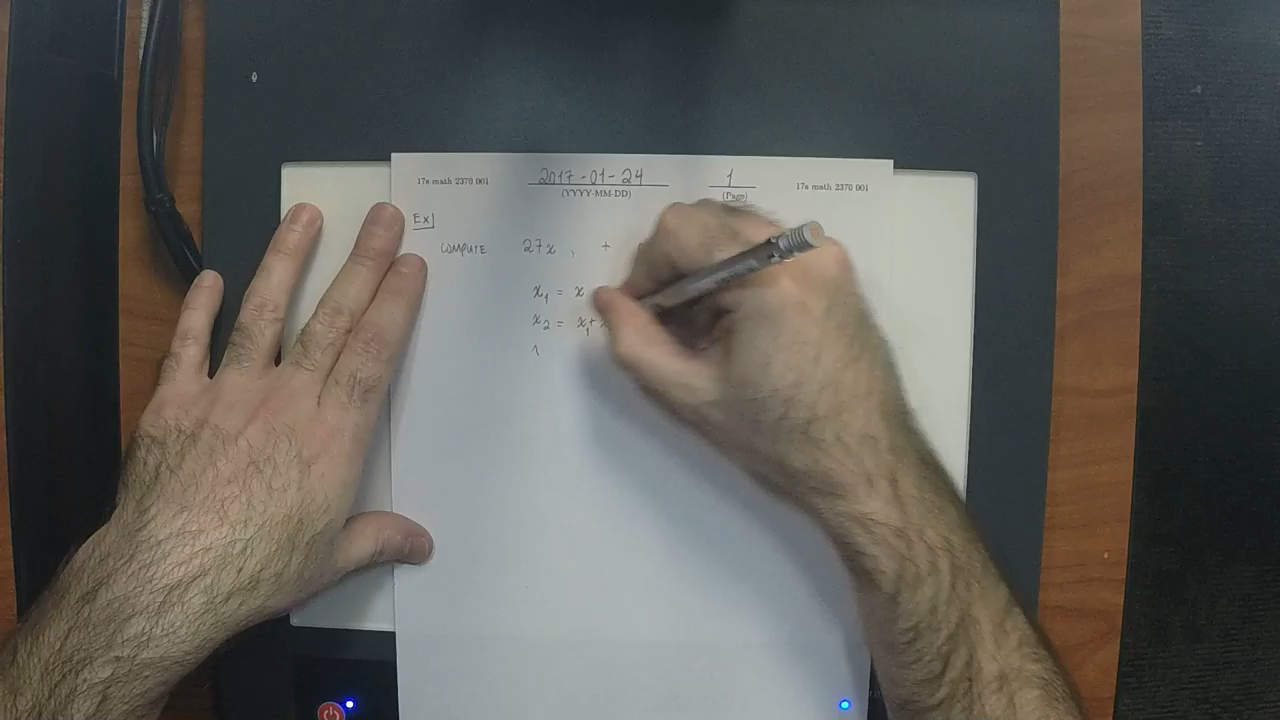 17s math 2370 001 2017-01-24 1 17s math 2370 001
(YYYY-MM-DD) (Page)
Ex
COMPUTE 27x , +
x₁ = x
x₂ = x₁+